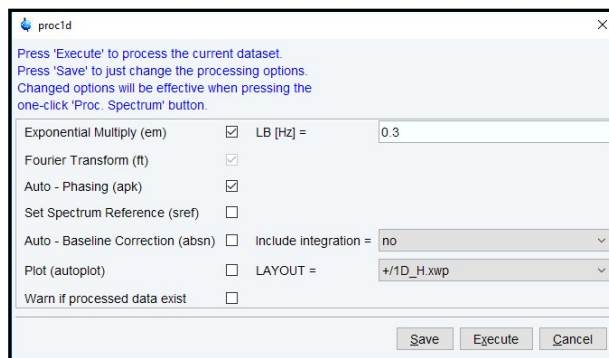 proc1d
Press 'Execute' to process the current dataset.
Press 'Save' to just change the processing options.
Changed options will be effective when pressing the
one-click 'Proc. Spectrum' button.
Exponential Multiply (em) LB [Hz] = 0.3
Fourier Transform (ft)
Auto - Phasing (apk)
Set Spectrum Reference (sref)
Auto - Baseline Correction (absn) Include integration = no
Plot (autoplot) LAYOUT = +/1D_H.xwp
Warn if processed data exist
Save Execute Cancel